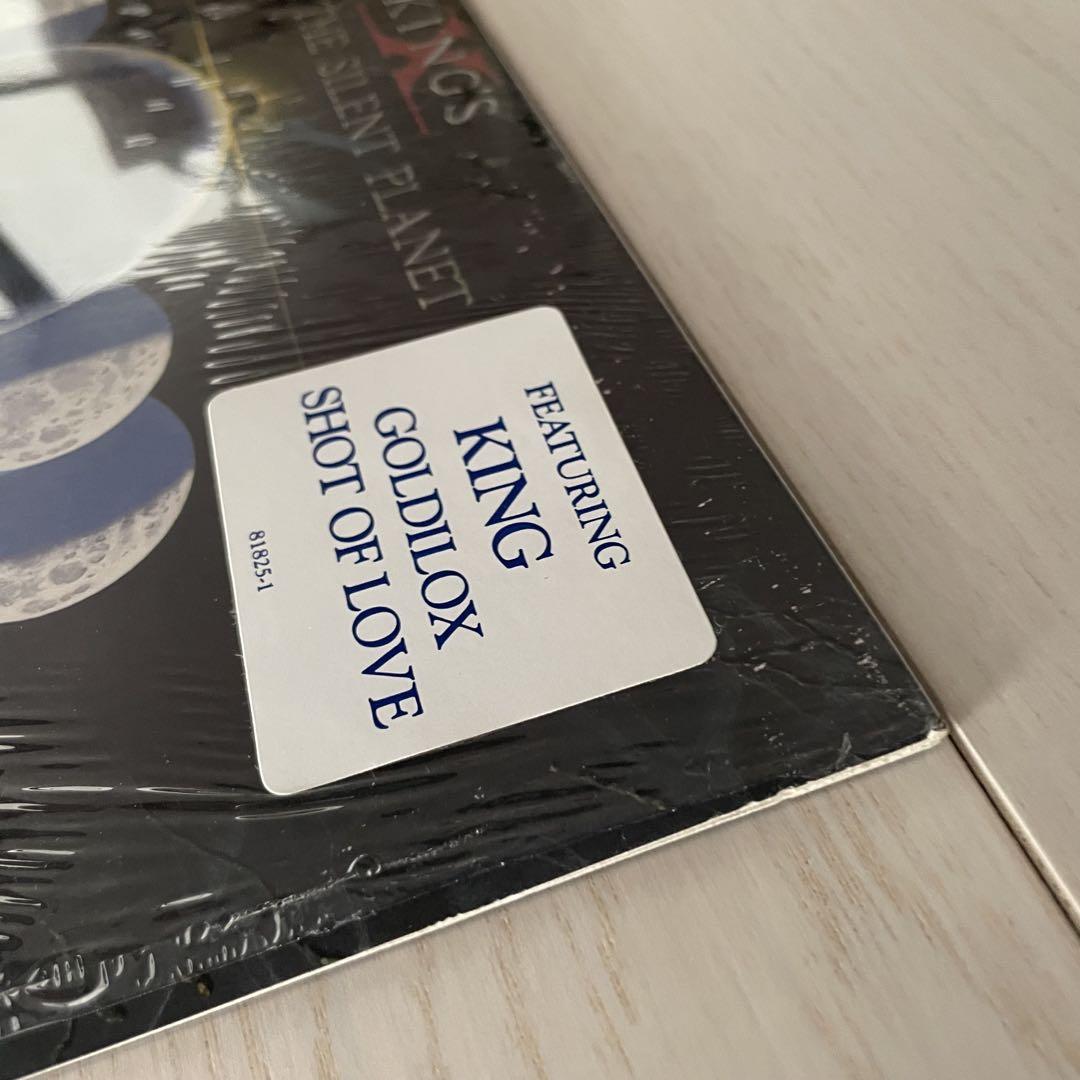 KINGS
THE SILENT PLANET
FEATURING
KING
GOLDILOX
SHOT OF LOVE
81825-1